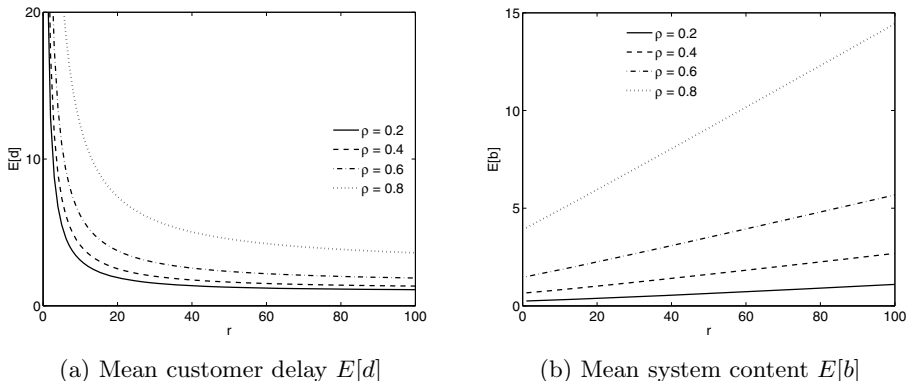 20
10
0
0
20
40
60
80
100
E[d]
r
ρ = 0.2
ρ = 0.4
ρ = 0.6
ρ = 0.8
(a) Mean customer delay E[d]
15
10
5
0
0
20
40
60
80
100
E[b]
r
ρ = 0.2
ρ = 0.4
ρ = 0.6
ρ = 0.8
(b) Mean system content E[b]